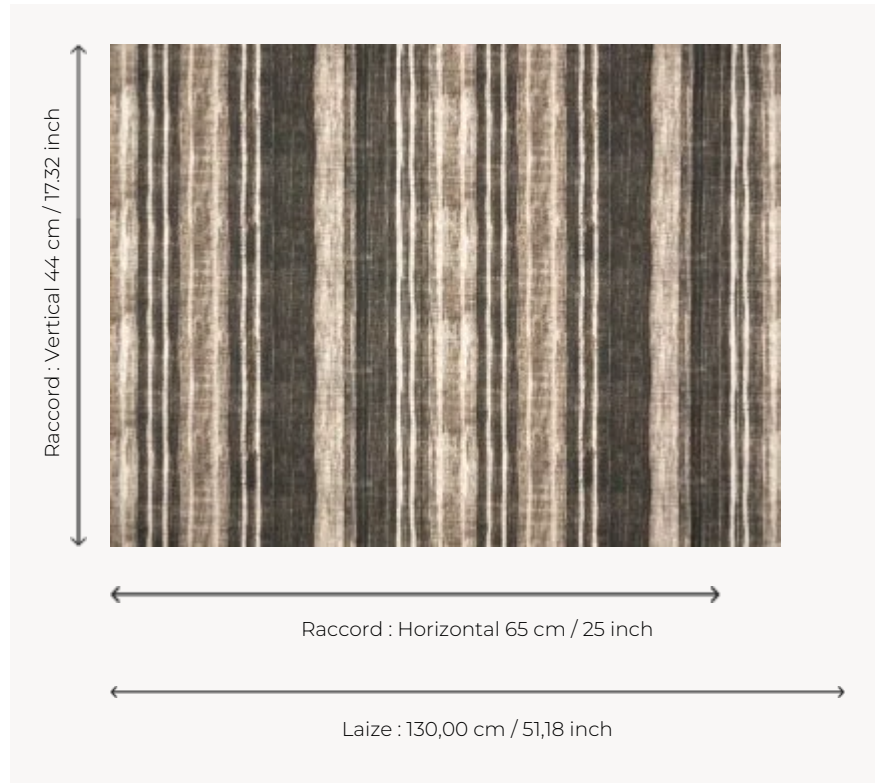 Raccord : Vertical 44 cm / 17.32 inch
Raccord : Horizontal 65 cm / 25 inch
Laize : 130,00 cm / 51,18 inch